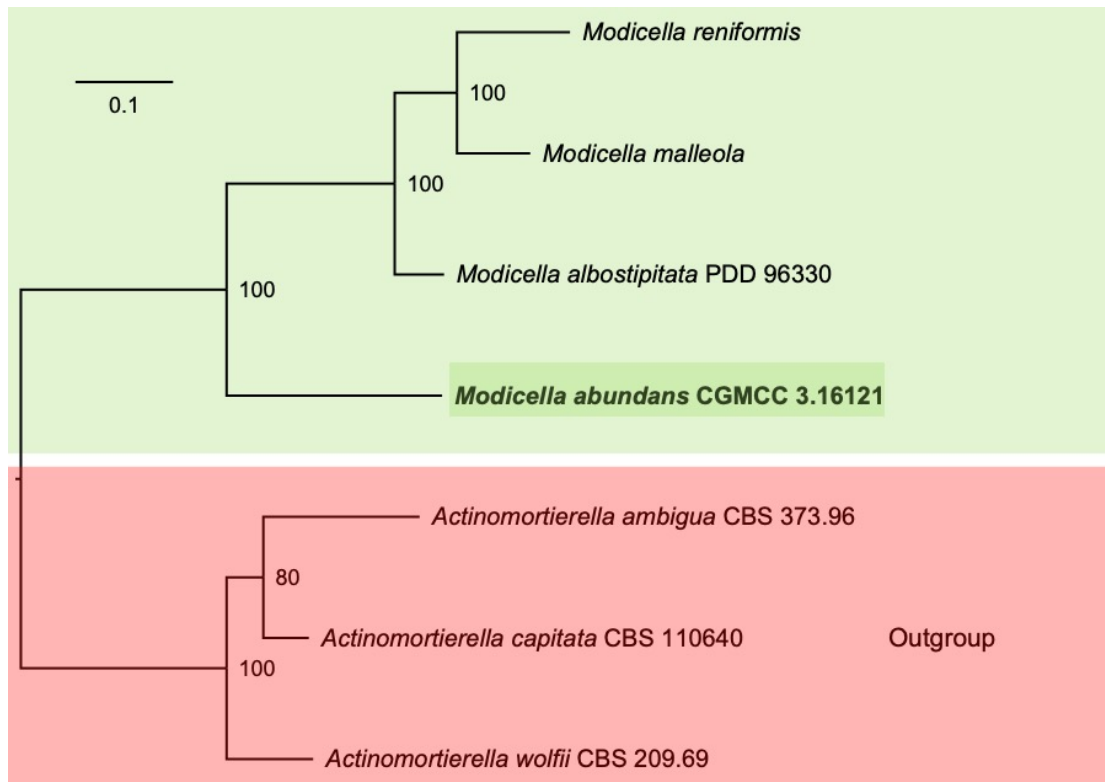 Modicella reniformis
0.1
100
Modicella malleola
100
Modicella albostipitata PDD 96330
100
Modicella abundans CGMCC 3.16121
Actinomortierella ambigua CBS 373.96
80
Actinomortierella capitata CBS 110640
Outgroup
100
Actinomortierella wolfii CBS 209.69